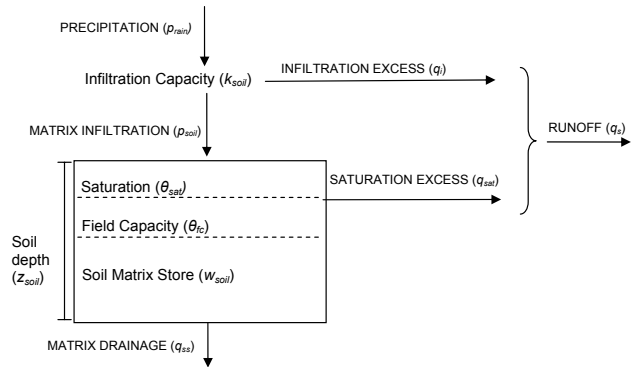 PRECIPITATION (p_rain)
Infiltration Capacity (k_soil)
INFILTRATION EXCESS (q_i)
MATRIX INFILTRATION (p_soil)
RUNOFF (q_s)
Saturation (θ_sat)
SATURATION EXCESS (q_sat)
Field Capacity (θ_fc)
Soil
depth
(z_soil)
Soil Matrix Store (w_soil)
MATRIX DRAINAGE (q_ss)